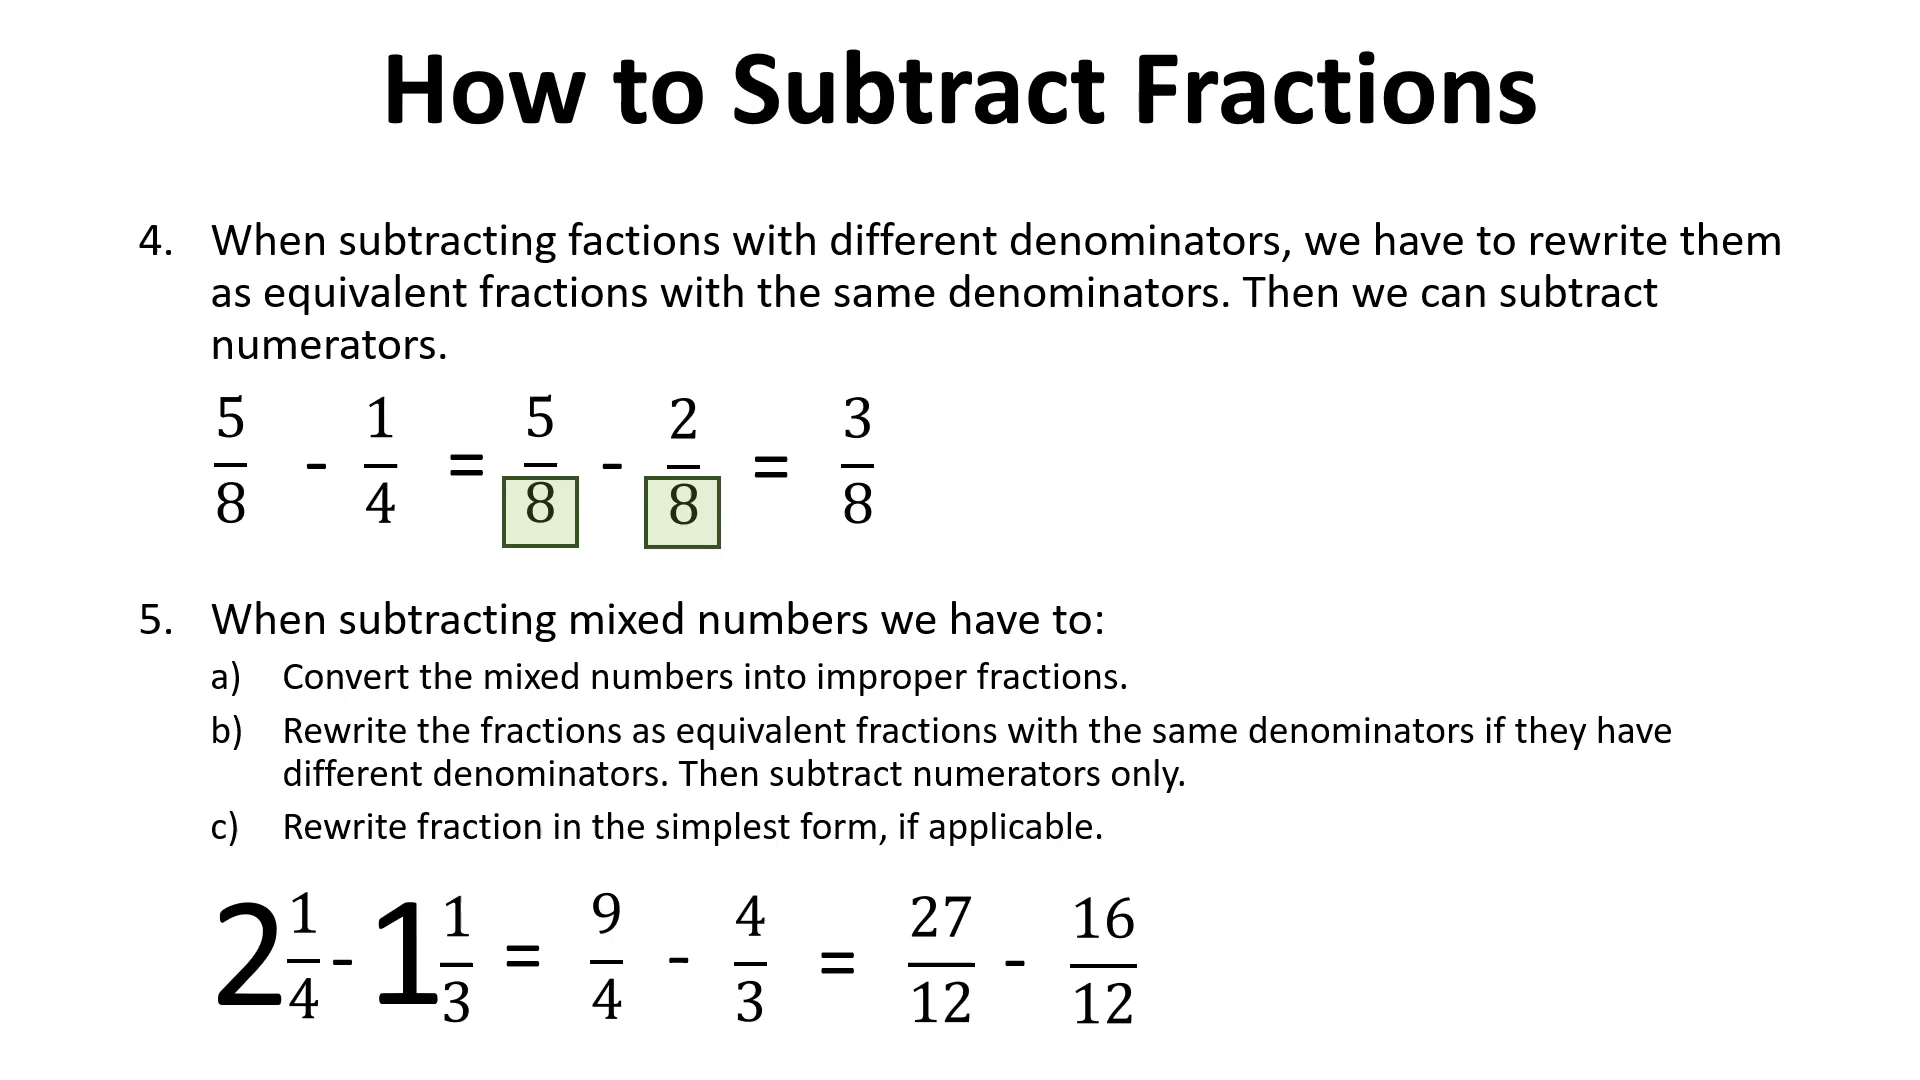 How to Subtract Fractions
4. When subtracting factions with different denominators, we have to rewrite them
as equivalent fractions with the same denominators. Then we can subtract
numerators.
5/8 - 1/4 = 5/8 - 2/8 = 3/8
5. When subtracting mixed numbers we have to:
a) Convert the mixed numbers into improper fractions.
b) Rewrite the fractions as equivalent fractions with the same denominators if they have
different denominators. Then subtract numerators only.
c) Rewrite fraction in the simplest form, if applicable.
2 1/4 - 1 1/3 = 9/4 - 4/3 = 27/12 - 16/12